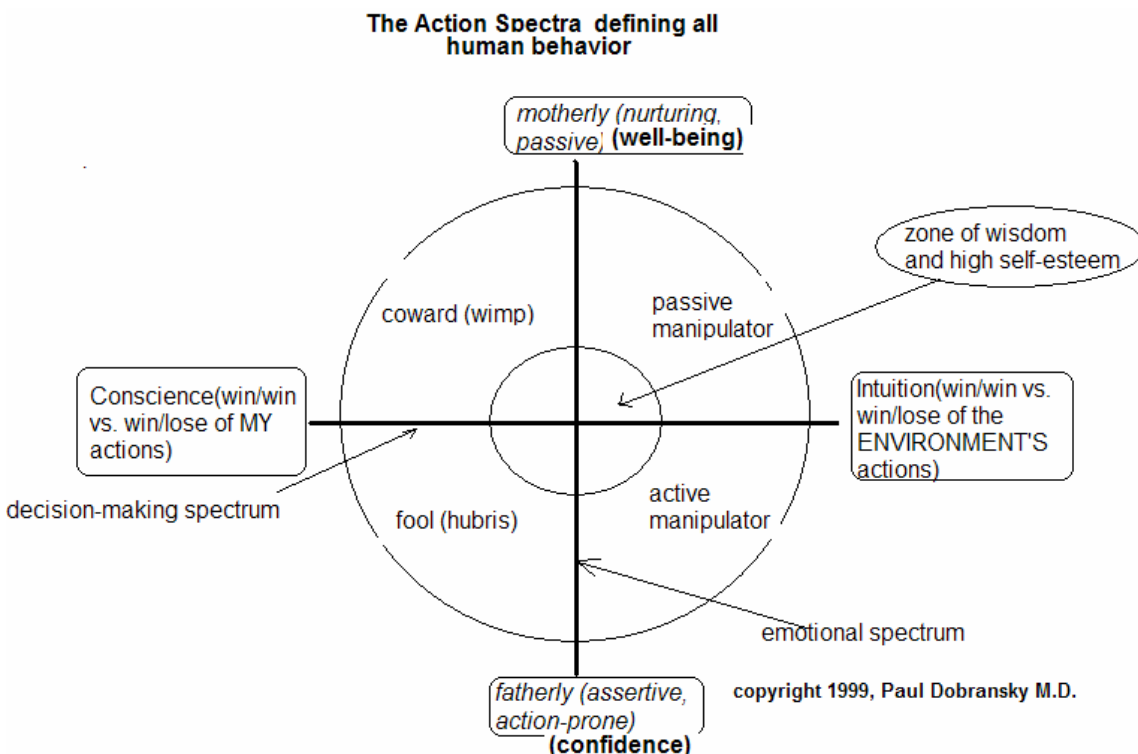 The Action Spectra defining all
human behavior
motherly (nurturing,
passive) (well-being)
zone of wisdom
and high self-esteem
coward (wimp)
passive
manipulator
Conscience(win/win
vs. win/lose of MY
actions)
Intuition(win/win vs.
win/lose of the
ENVIRONMENT'S
actions)
decision-making spectrum
fool (hubris)
active
manipulator
emotional spectrum
fatherly (assertive,
action-prone)
(confidence)
copyright 1999, Paul Dobransky M.D.